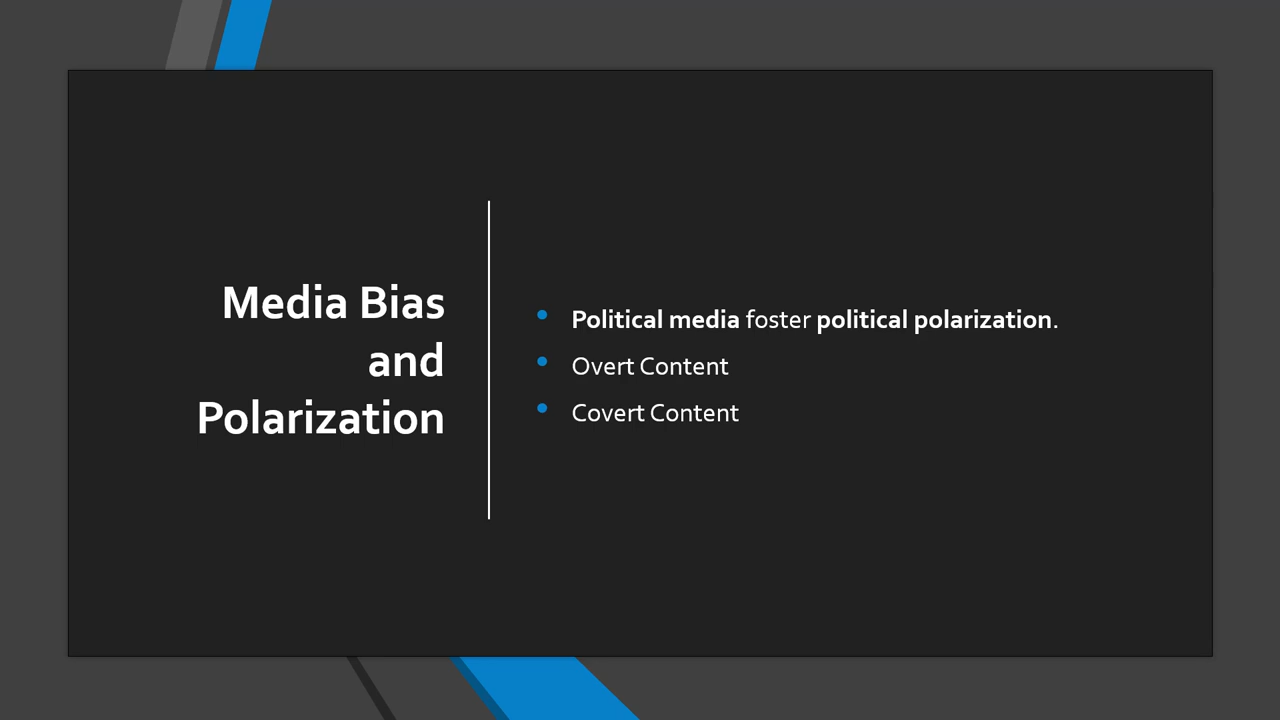 Media Bias
and
Polarization
Political media foster political polarization.
Overt Content
Covert Content